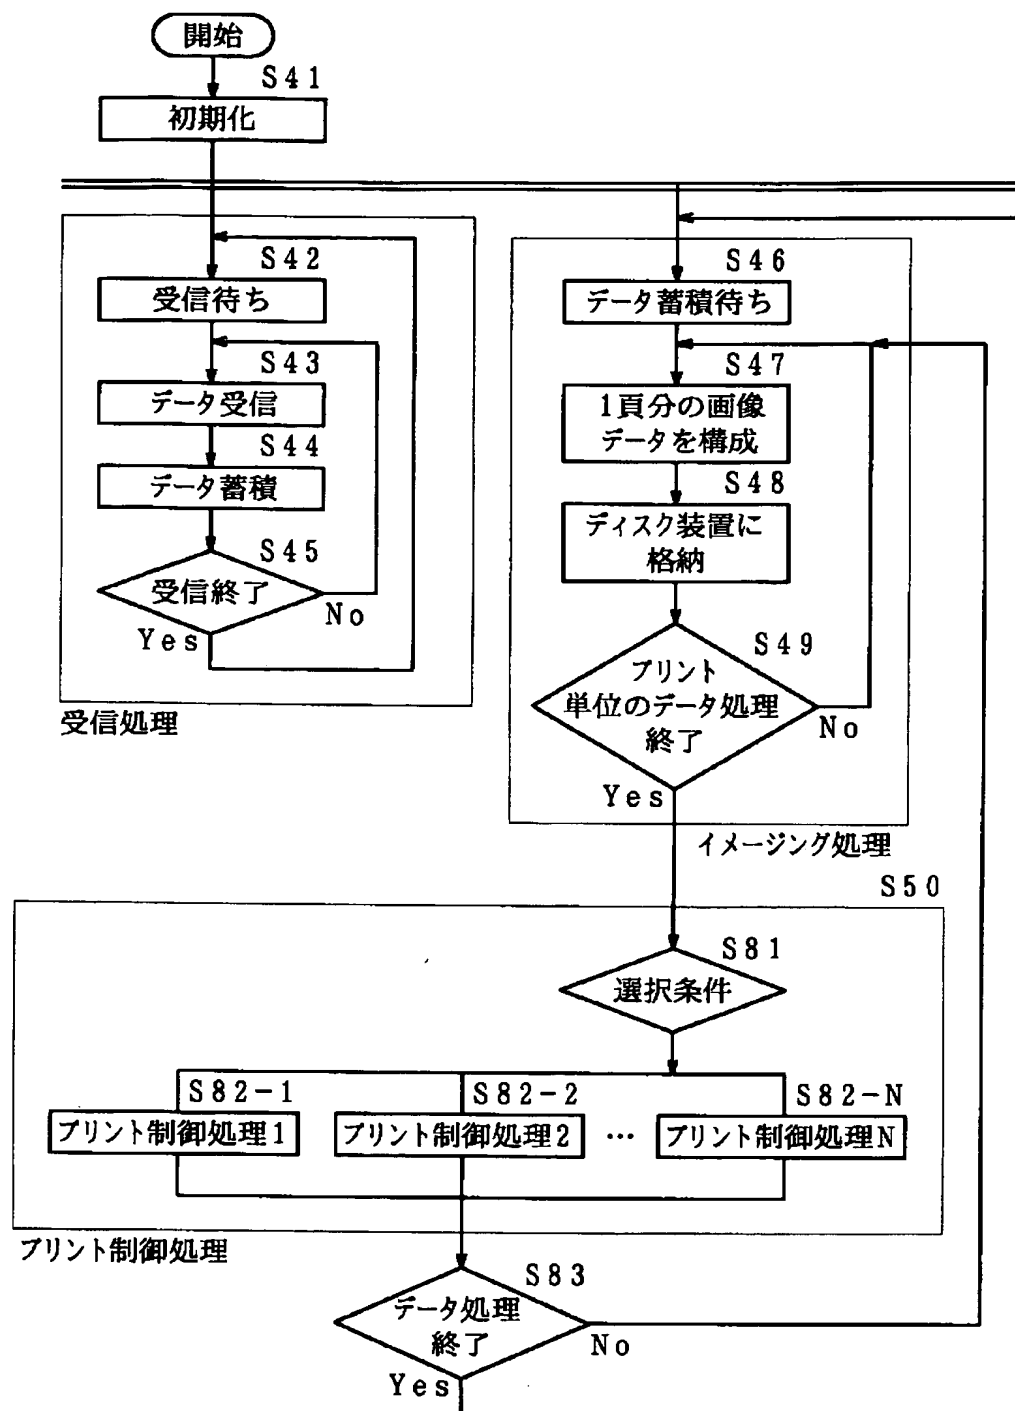 開始
S41
初期化
S42
受信待ち
S43
データ受信
S44
データ蓄積
S45
受信終了
No
Yes
受信処理
S46
データ蓄積待ち
S47
1頁分の画像
データを構成
S48
ディスク装置に
格納
S49
プリント
単位のデータ処理
終了
No
Yes
イメージング処理
S50
S81
選択条件
S82-1
プリント制御処理1
S82-2
プリント制御処理2
…
S82-N
プリント制御処理N
プリント制御処理
S83
データ処理
終了
No
Yes